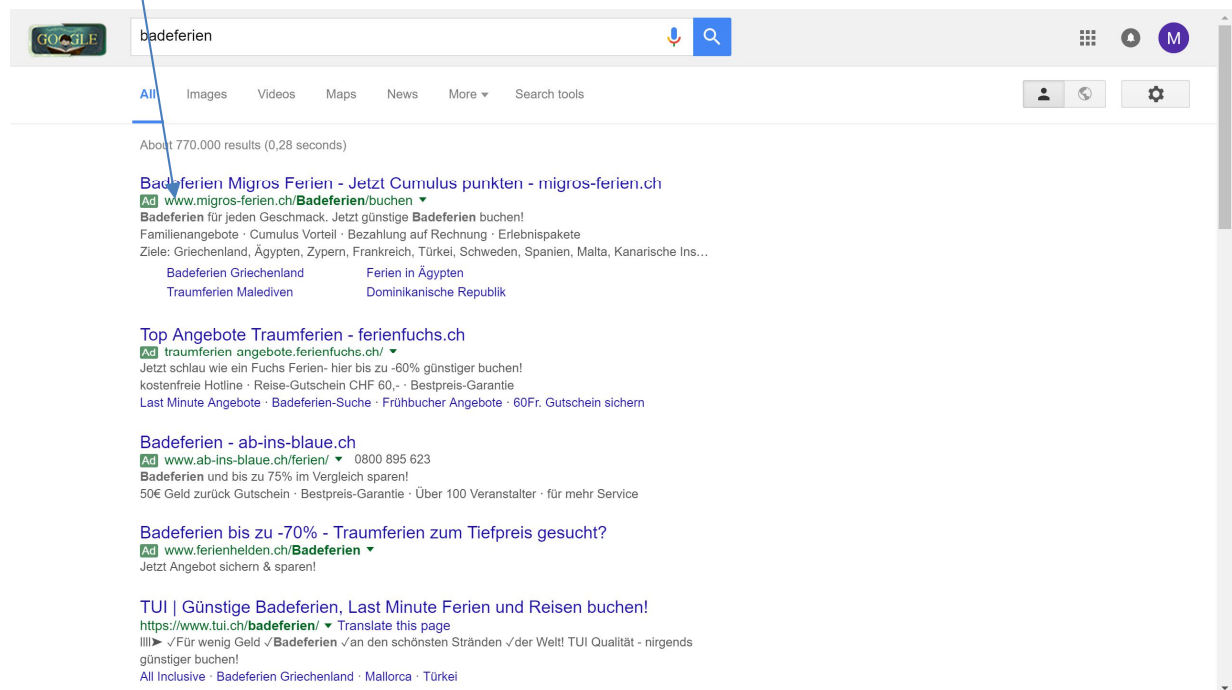 GOOGLE
badeferien
M
All Images Videos Maps News More Search tools
About 770.000 results (0,28 seconds)
Badeferien Migros Ferien - Jetzt Cumulus punkten - migros-ferien.ch
Ad www.migros-ferien.ch/Badeferien/buchen
Badeferien für jeden Geschmack. Jetzt günstige Badeferien buchen!
Familienangebote · Cumulus Vorteil · Bezahlung auf Rechnung · Erlebnispakete
Ziele: Griechenland, Ägypten, Zypern, Frankreich, Türkei, Schweden, Spanien, Malta, Kanarische Ins...
Badeferien Griechenland Ferien in Ägypten
Traumferien Malediven Dominikanische Republik
Top Angebote Traumferien - ferienfuchs.ch
Ad traumferien-angebote.ferienfuchs.ch/
Jetzt schlau wie ein Fuchs Ferien- hier bis zu -60% günstiger buchen!
kostenfreie Hotline · Reise-Gutschein CHF 60,- · Bestpreis-Garantie
Last Minute Angebote · Badeferien-Suche · Frühbucher Angebote · 60Fr. Gutschein sichern
Badeferien - ab-ins-blaue.ch
Ad www.ab-ins-blaue.ch/ferien/ 0800 895 623
Badeferien und bis zu 75% im Vergleich sparen!
50€ Geld zurück Gutschein · Bestpreis-Garantie · Über 100 Veranstalter · für mehr Service
Badeferien bis zu -70% - Traumferien zum Tiefpreis gesucht?
Ad www.ferienhelden.ch/Badeferien
Jetzt Angebot sichern & sparen!
TUI | Günstige Badeferien, Last Minute Ferien und Reisen buchen!
https://www.tui.ch/badeferien/ Translate this page
llll➤ ✓Für wenig Geld ✓Badeferien ✓an den schönsten Stränden ✓der Welt! TUI Qualität - nirgends
günstiger buchen!
All Inclusive · Badeferien Griechenland · Mallorca · Türkei